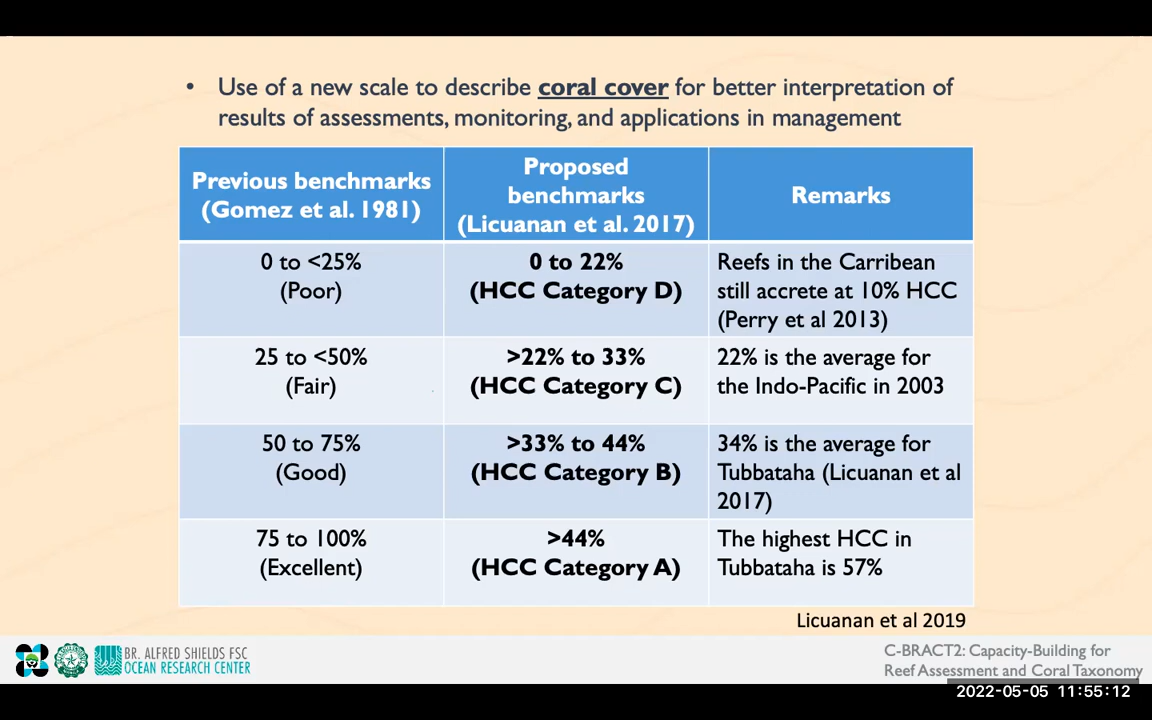 • Use of a new scale to describe coral cover for better interpretation of
results of assessments, monitoring, and applications in management
Previous benchmarks
(Gomez et al. 1981)
Proposed
benchmarks
(Licuanan et al. 2017)
Remarks
0 to <25%
(Poor)
0 to 22%
(HCC Category D)
Reefs in the Carribean
still accrete at 10% HCC
(Perry et al 2013)
25 to <50%
(Fair)
>22% to 33%
(HCC Category C)
22% is the average for
the Indo-Pacific in 2003
50 to 75%
(Good)
>33% to 44%
(HCC Category B)
34% is the average for
Tubbataha (Licuanan et al
2017)
75 to 100%
(Excellent)
>44%
(HCC Category A)
The highest HCC in
Tubbataha is 57%
Licuanan et al 2019
BR. ALFRED SHIELDS FSC
OCEAN RESEARCH CENTER
C-BRACT2: Capacity-Building for
Reef Assessment and Coral Taxonomy
2022-05-05 11:55:12